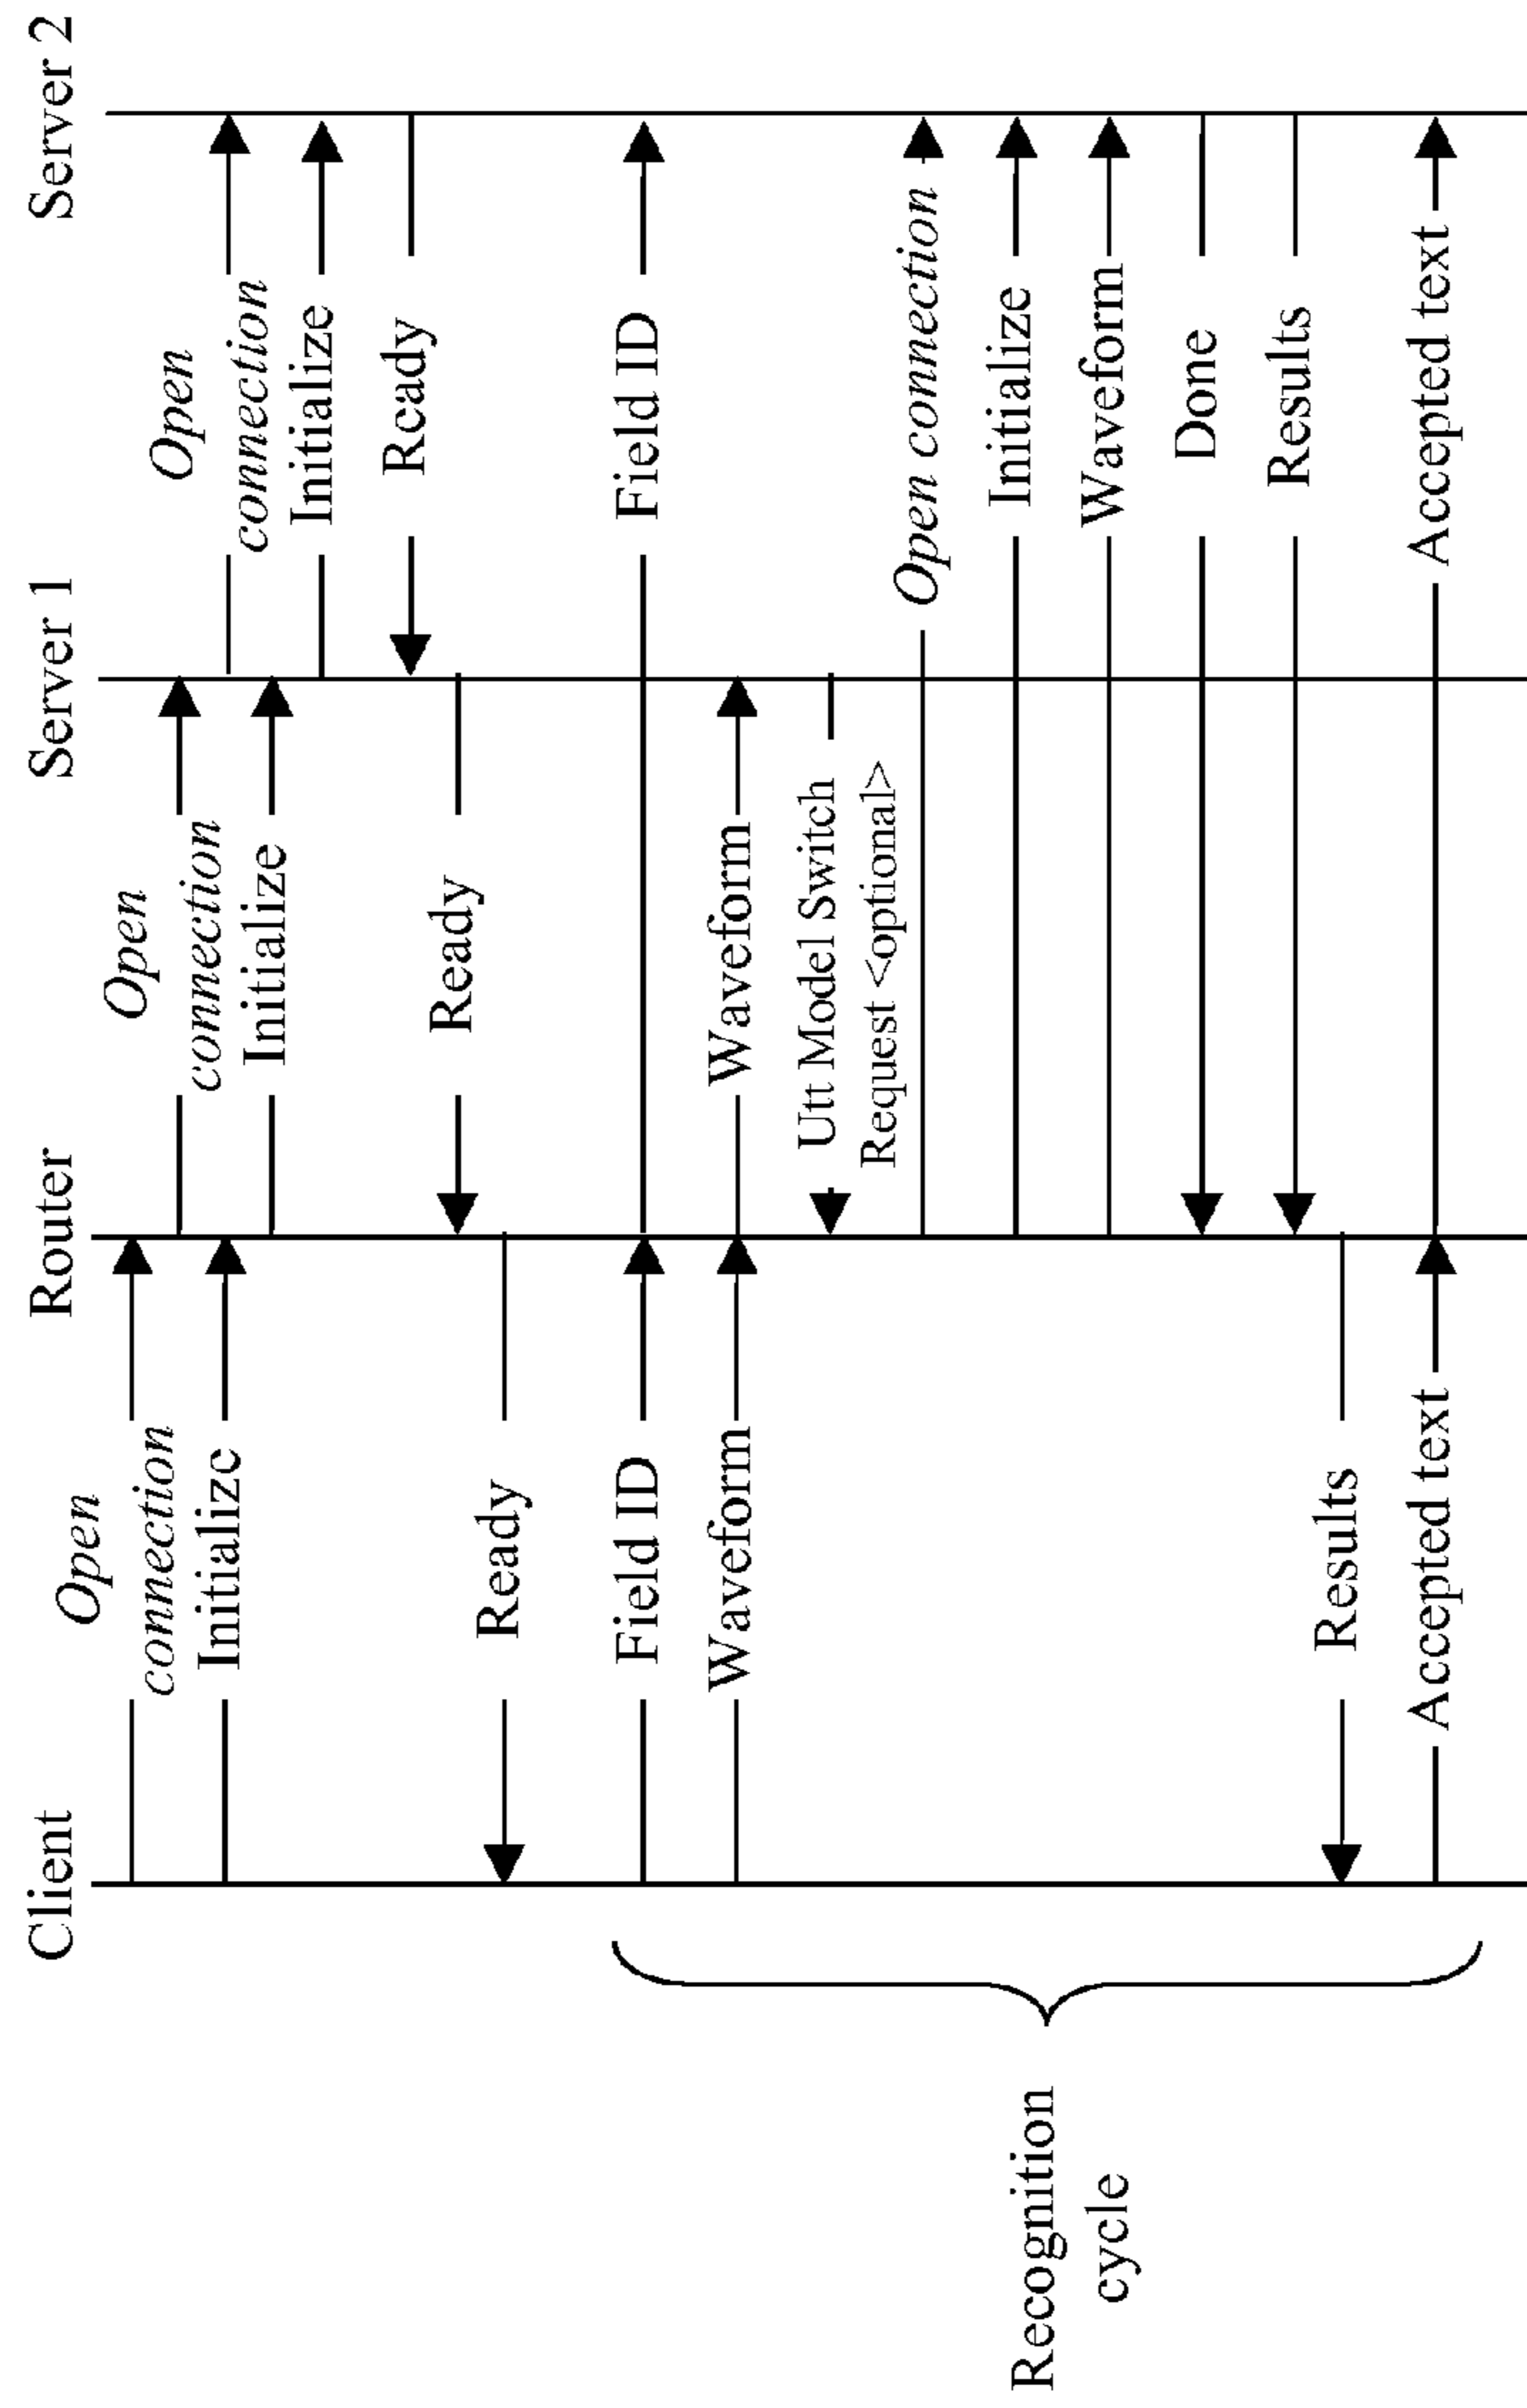 Client
Router
Server 1
Server 2
Open
connection
Open
connection
Open
connection
Initialize
Initialize
Initialize
Ready
Ready
Ready
Field ID
Field ID
Waveform
Waveform
Utt Model Switch
Request <optional>
Open connection
Initialize
Waveform
Done
Results
Results
Accepted text
Accepted text
Recognition
cycle